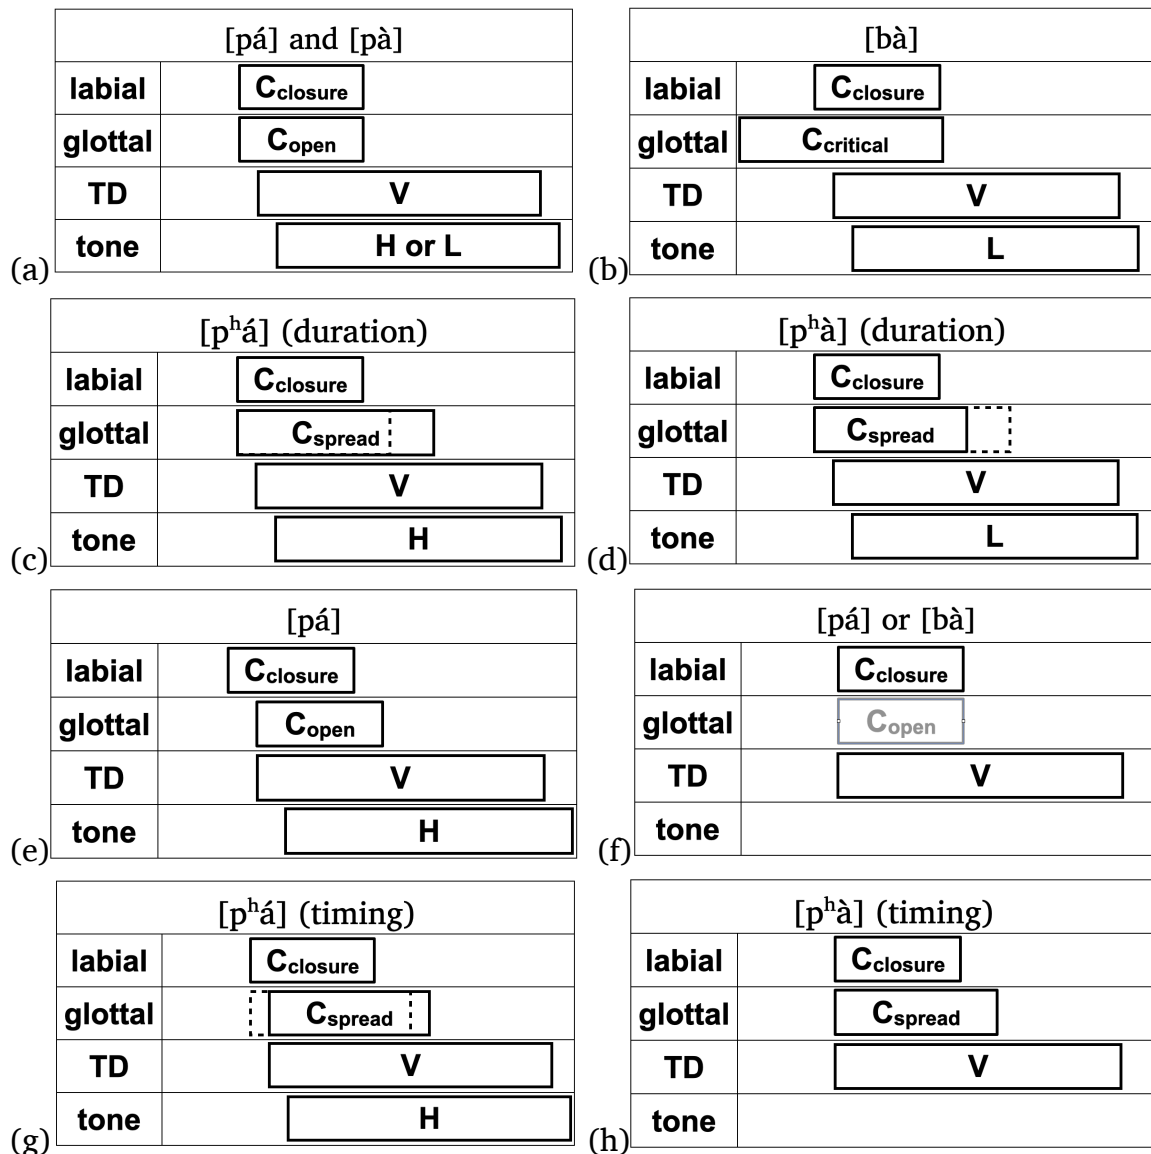 [pá] and [pà]
labial Cclosure
glottal Copen
TD V
tone H or L
(a)
[bà]
labial Cclosure
glottal Ccritical
TD V
tone L
(b)
[pʰá] (duration)
labial Cclosure
glottal Cspread
TD V
tone H
(c)
[pʰà] (duration)
labial Cclosure
glottal Cspread
TD V
tone L
(d)
[pá]
labial Cclosure
glottal Copen
TD V
tone H
(e)
[pá] or [bà]
labial Cclosure
glottal Copen
TD V
tone
(f)
[pʰá] (timing)
labial Cclosure
glottal Cspread
TD V
tone H
(g)
[pʰà] (timing)
labial Cclosure
glottal Cspread
TD V
tone
(h)